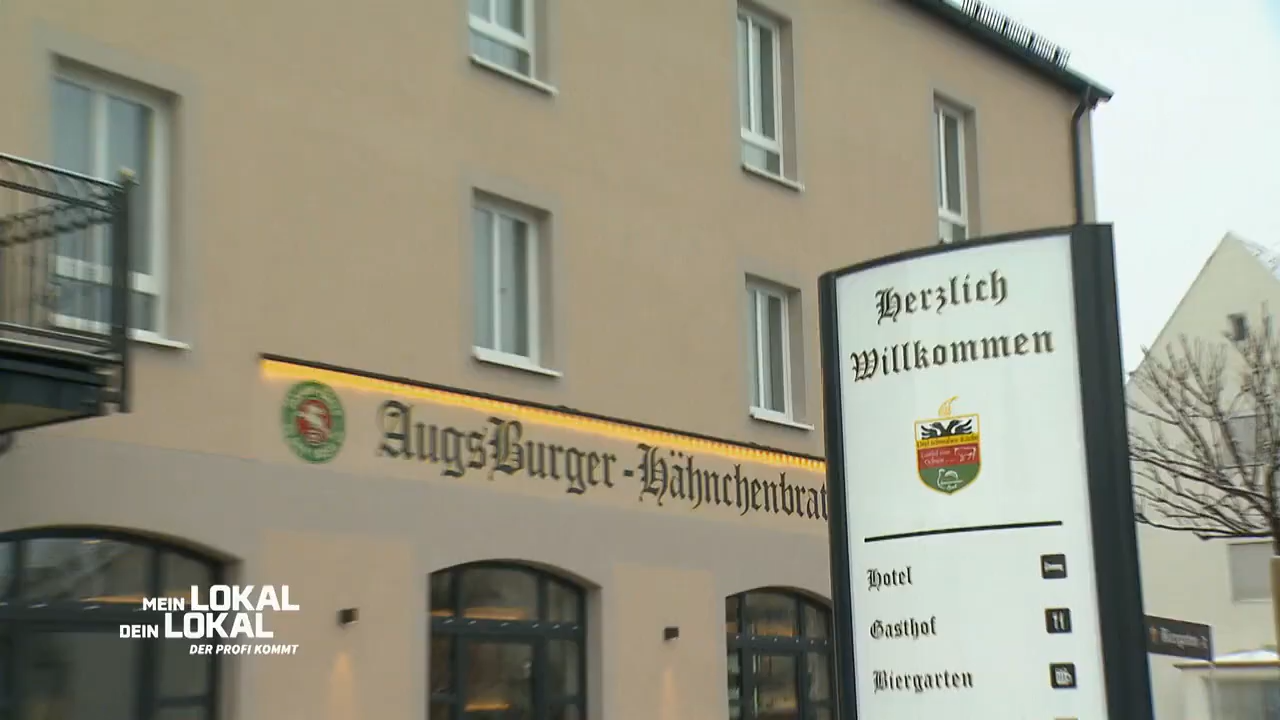 AugsBurger-Hähnchenbrat
Herzlich
Willkommen
Hotel
Gasthof
Biergarten
MEIN LOKAL
DEIN LOKAL
DER PROFI KOMMT